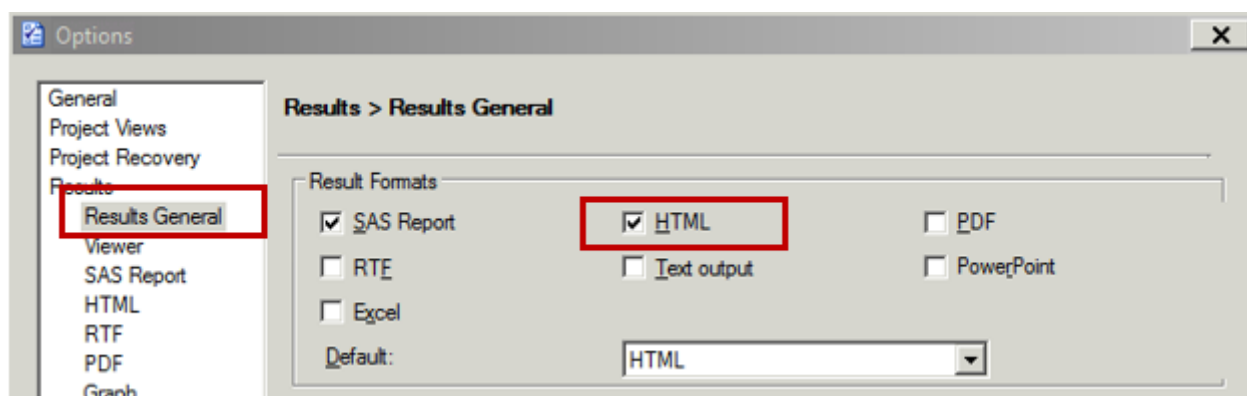 Options
General
Project Views
Project Recovery
Results
Results General
Viewer
SAS Report
HTML
RTF
PDF
Graph
Results > Results General
Result Formats
SAS Report
HTML
PDF
RTF
Text output
PowerPoint
Excel
Default:
HTML